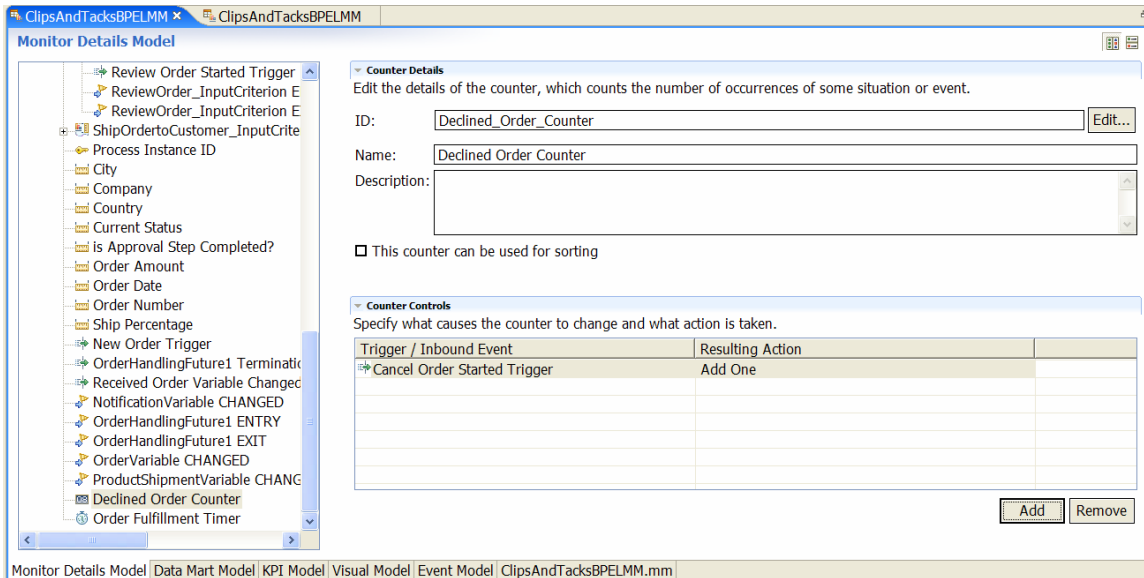 ClipsAndTacksBPELMM ClipsAndTacksBPELMM
Monitor Details Model
Review Order Started Trigger
ReviewOrder_InputCriterion E
ReviewOrder_InputCriterion E
ShipOrdertoCustomer_InputCrite
Process Instance ID
City
Company
Country
Current Status
is Approval Step Completed?
Order Amount
Order Date
Order Number
Ship Percentage
New Order Trigger
OrderHandlingFuture1 Terminatio
Received Order Variable Changed
NotificationVariable CHANGED
OrderHandlingFuture1 ENTRY
OrderHandlingFuture1 EXIT
OrderVariable CHANGED
ProductShipmentVariable CHANG
Declined Order Counter
Order Fulfillment Timer
Counter Details
Edit the details of the counter, which counts the number of occurrences of some situation or event.
ID: Declined_Order_Counter Edit...
Name: Declined Order Counter
Description:
This counter can be used for sorting
Counter Controls
Specify what causes the counter to change and what action is taken.
Trigger / Inbound Event Resulting Action
Cancel Order Started Trigger Add One
Add Remove
Monitor Details Model Data Mart Model KPI Model Visual Model Event Model ClipsAndTacksBPELMM.mm